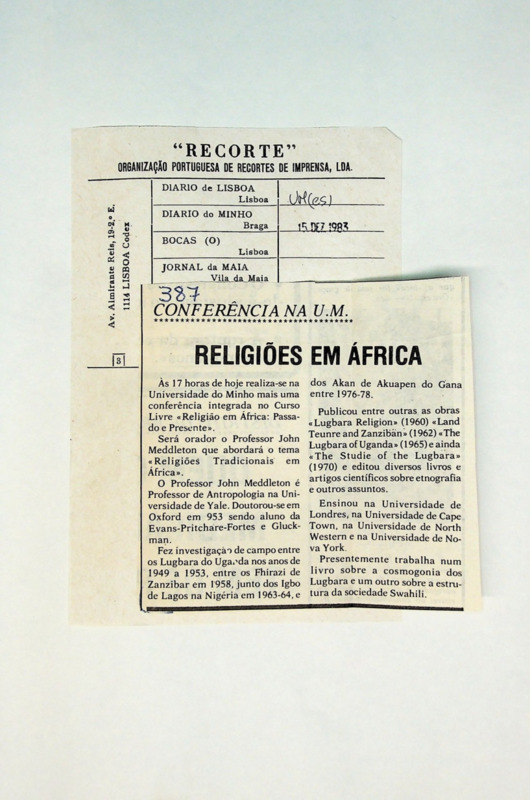 "RECORTE"
ORGANIZAÇÃO PORTUGUESA DE RECORTES DE IMPRENSA, LDA.
Av. Almirante Reis, 19-2.º E.
1114 LISBOA Codex
3
DIARIO de LISBOA
Lisboa
DIARIO do MINHO
Braga
15. DEZ 1983
BOCAS (O)
Lisboa
JORNAL da MAIA
Vila da Maia
387
CONFERÊNCIA NA U.M.
RELIGIÕES EM ÁFRICA
Às 17 horas de hoje realiza-se na
Universidade do Minho mais uma
conferência integrada no Curso
Livre «Religião em África: Passa-
do e Presente».
Será orador o Professor John
Meddleton que abordará o tema
«Religiões Tradicionais em
África».
O Professor John Meddleton é
Professor de Antropologia na Uni-
versidade de Yale. Doutorou-se em
Oxford em 953 sendo aluno da
Evans-Pritchare-Fortes e Gluck-
man.
Fez investigação de campo entre
os Lugbara do Uganda nos anos de
1949 a 1953, entre os Fhirazi de
Zanzibar em 1958, junto dos Igbo
de Lagos na Nigéria em 1963-64, e
dos Akan de Akuapen do Gana
entre 1976-78.
Publicou entre outras as obras
«Lugbara Religion» (1960) «Land
Teunre and Zanzibàn» (1962) «The
Lugbara of Uganda» (1965) e ainda
«The Studie of the Lugbara»
(1970) e editou diversos livros e
artigos científicos sobre etnografia
e outros assuntos.
Ensinou na Universidade de
Londres, na Universidade de Cape
Town, na Universidade de North
Western e na Universidade de No-
va York.
Presentemente trabalha num
livro sobre a cosmogonia dos
Lugbara e um outro sobre a estru-
tura da sociedade Swahili.